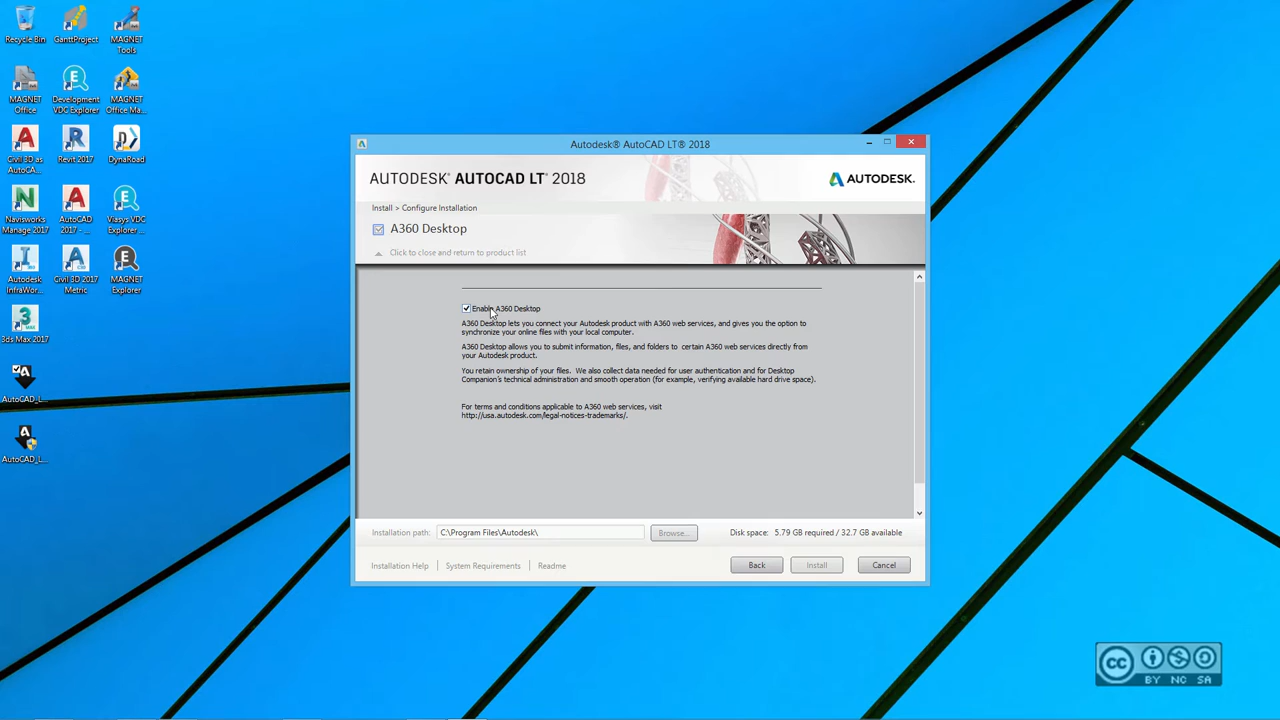 Recycle Bin
GanttProject
MAGNET
Tools
MAGNET
Office
Development
VDC Explorer
MAGNET
Office Ma...
Civil 3D as
AutoCA...
Revit 2017
DynaRoad
Navisworks
Manage 2017
AutoCAD
2017 - ...
Viasys VDC
Explorer ...
Autodesk
InfraWor...
Civil 3D 2017
Metric
MAGNET
Explorer
3ds Max 2017
AutoCAD_L...
AutoCAD_L...
Autodesk® AutoCAD LT® 2018
AUTODESK® AUTOCAD LT® 2018
AUTODESK.
Install > Configure Installation
A360 Desktop
Click to close and return to product list
Enable A360 Desktop
A360 Desktop lets you connect your Autodesk product with A360 web services, and gives you the option to
synchronize your online files with your local computer.
A360 Desktop allows you to submit information, files, and folders to certain A360 web services directly from
your Autodesk product.
You retain ownership of your files. We also collect data needed for user authentication and for Desktop
Companion's technical administration and smooth operation (for example, verifying available hard drive space).
For terms and conditions applicable to A360 web services, visit
http://usa.autodesk.com/legal-notices-trademarks/.
Installation path: C:\Program Files\Autodesk\ Browse... Disk space: 5.79 GB required / 32.7 GB available
Installation Help System Requirements Readme Back Install Cancel
CC
BY NC SA